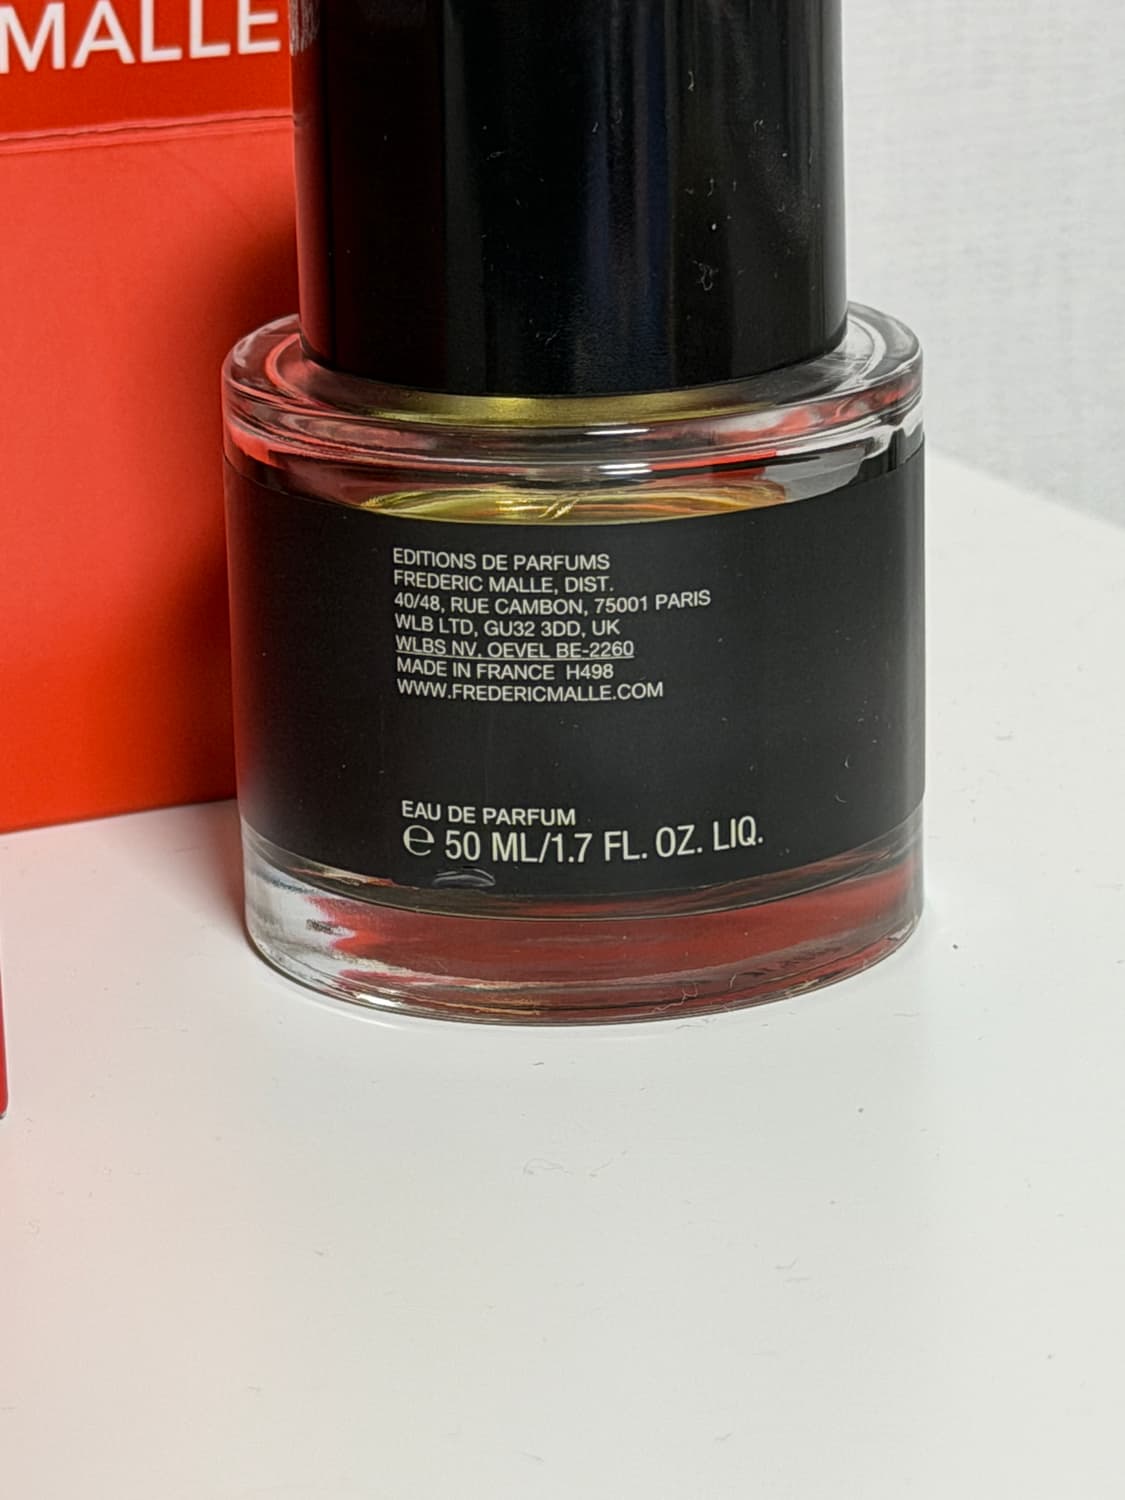 MALLE
EDITIONS DE PARFUMS
FREDERIC MALLE, DIST.
40/48, RUE CAMBON, 75001 PARIS
WLB LTD, GU32 3DD, UK
WLBS NV, OEVEL BE-2260
MADE IN FRANCE H498
WWW.FREDERICMALLE.COM
EAU DE PARFUM
℮ 50 ML/1.7 FL. OZ. LIQ.